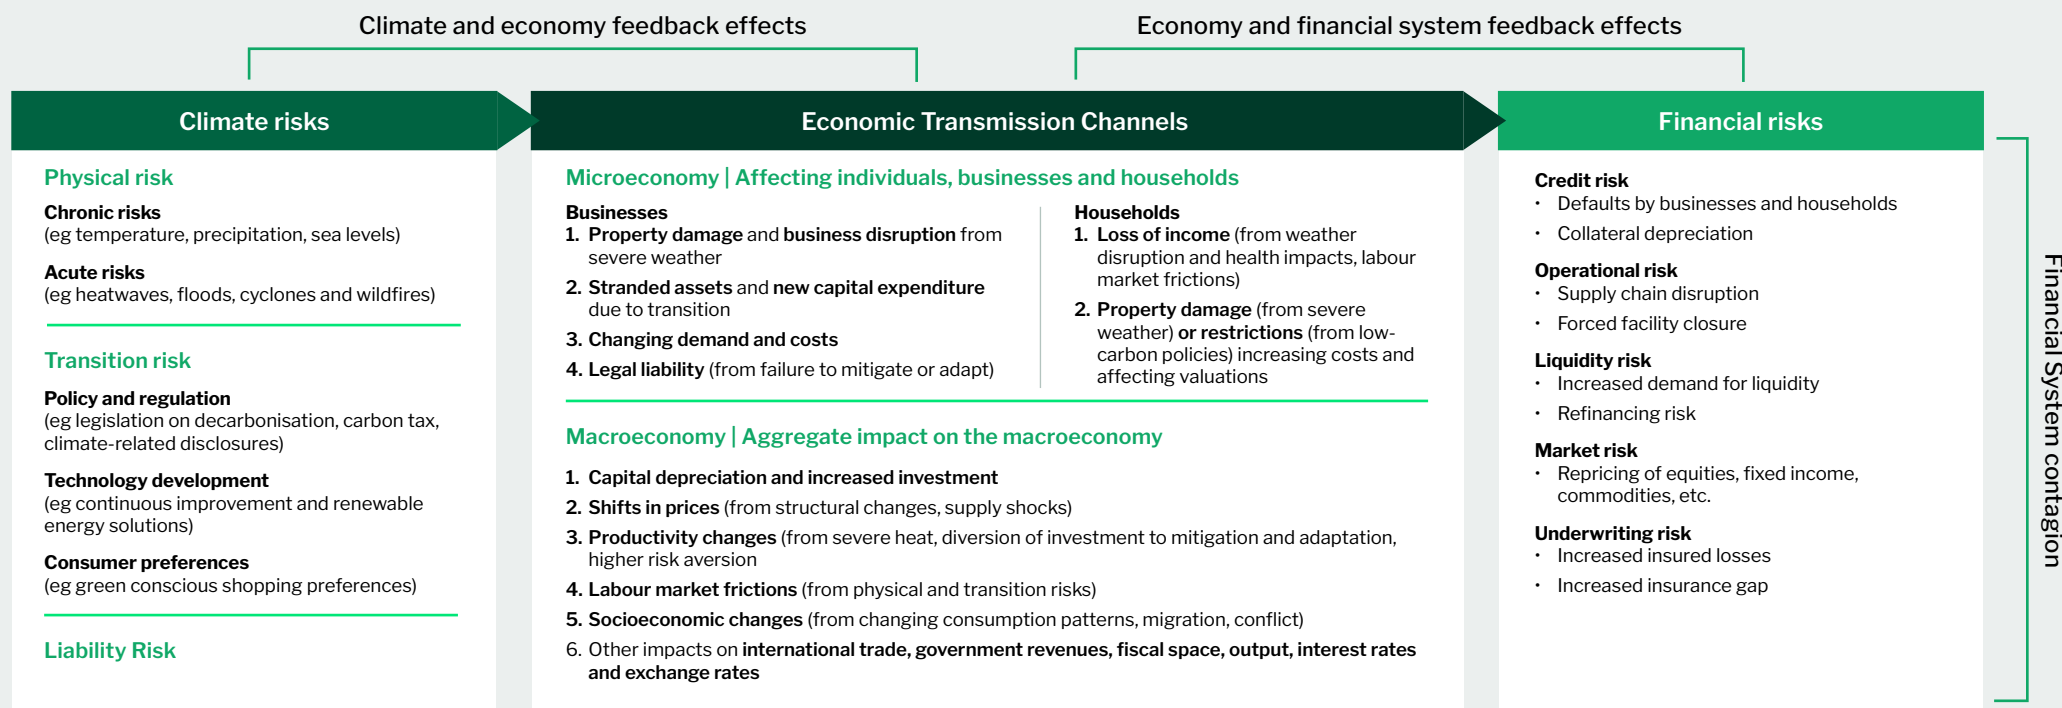 Climate and economy feedback effects
Economy and financial system feedback effects
Climate risks
Physical risk
Chronic risks
(eg temperature, precipitation, sea levels)
Acute risks
(eg heatwaves, floods, cyclones and wildfires)
Transition risk
Policy and regulation
(eg legislation on decarbonisation, carbon tax,
climate-related disclosures)
Technology development
(eg continuous improvement and renewable
energy solutions)
Consumer preferences
(eg green conscious shopping preferences)
Liability Risk
Economic Transmission Channels
Microeconomy | Affecting individuals, businesses and households
Businesses
1. Property damage and business disruption from
severe weather
2. Stranded assets and new capital expenditure
due to transition
3. Changing demand and costs
4. Legal liability (from failure to mitigate or adapt)
Households
1. Loss of income (from weather
disruption and health impacts, labour
market frictions)
2. Property damage (from severe
weather) or restrictions (from low-
carbon policies) increasing costs and
affecting valuations
Macroeconomy | Aggregate impact on the macroeconomy
1. Capital depreciation and increased investment
2. Shifts in prices (from structural changes, supply shocks)
3. Productivity changes (from severe heat, diversion of investment to mitigation and adaptation,
higher risk aversion
4. Labour market frictions (from physical and transition risks)
5. Socioeconomic changes (from changing consumption patterns, migration, conflict)
6. Other impacts on international trade, government revenues, fiscal space, output, interest rates
and exchange rates
Financial risks
Credit risk
• Defaults by businesses and households
• Collateral depreciation
Operational risk
• Supply chain disruption
• Forced facility closure
Liquidity risk
• Increased demand for liquidity
• Refinancing risk
Market risk
• Repricing of equities, fixed income,
commodities, etc.
Underwriting risk
• Increased insured losses
• Increased insurance gap
Financial System contagion